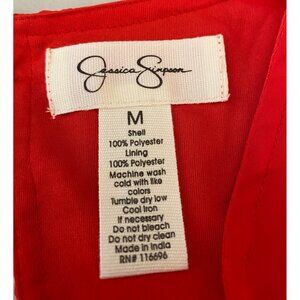 Jessica Simpson
M
Shell
100% Polyester
Lining
100% Polyester
Machine wash
cold with like
colors
Tumble dry low
Cool Iron
if necessary
Do not bleach
Do not dry clean
Made in India
RN# 116696